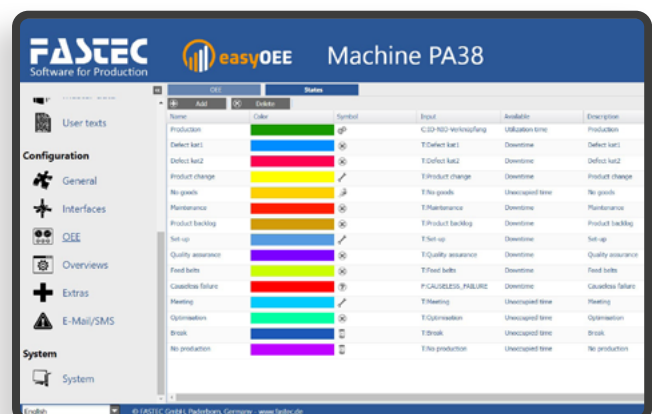 FASTEC
Software for Production
easyOEE
Machine PA38
User texts
Configuration
General
Interfaces
OEE
Overviews
Extras
E-Mail/SMS
System
System
English
OEE States
Add Delete
Name Color Symbol Input Available Description
Production C:IO-NIO-Verknüpfung Utilization time Production
Defect kat1 T:Defect kat1 Downtime Defect kat1
Defect kat2 T:Defect kat2 Downtime Defect kat2
Product change T:Product change Downtime Product change
No goods T:No goods Unoccupied time No goods
Maintenance T:Maintenance Downtime Maintenance
Product backlog T:Product backlog Downtime Product backlog
Set-up T:Set-up Downtime Set-up
Quality assurance T:Quality assurance Downtime Quality assurance
Feed belts T:Feed belts Downtime Feed belts
Causeless failure F:CAUSELESS_FAILURE Downtime Causeless failure
Meeting T:Meeting Unoccupied time Meeting
Optimisation T:Optimisation Unoccupied time Optimisation
Break T:Break Unoccupied time Break
No production T:No production Unoccupied time No production
© FASTEC GmbH, Paderborn, Germany - www.fastec.de